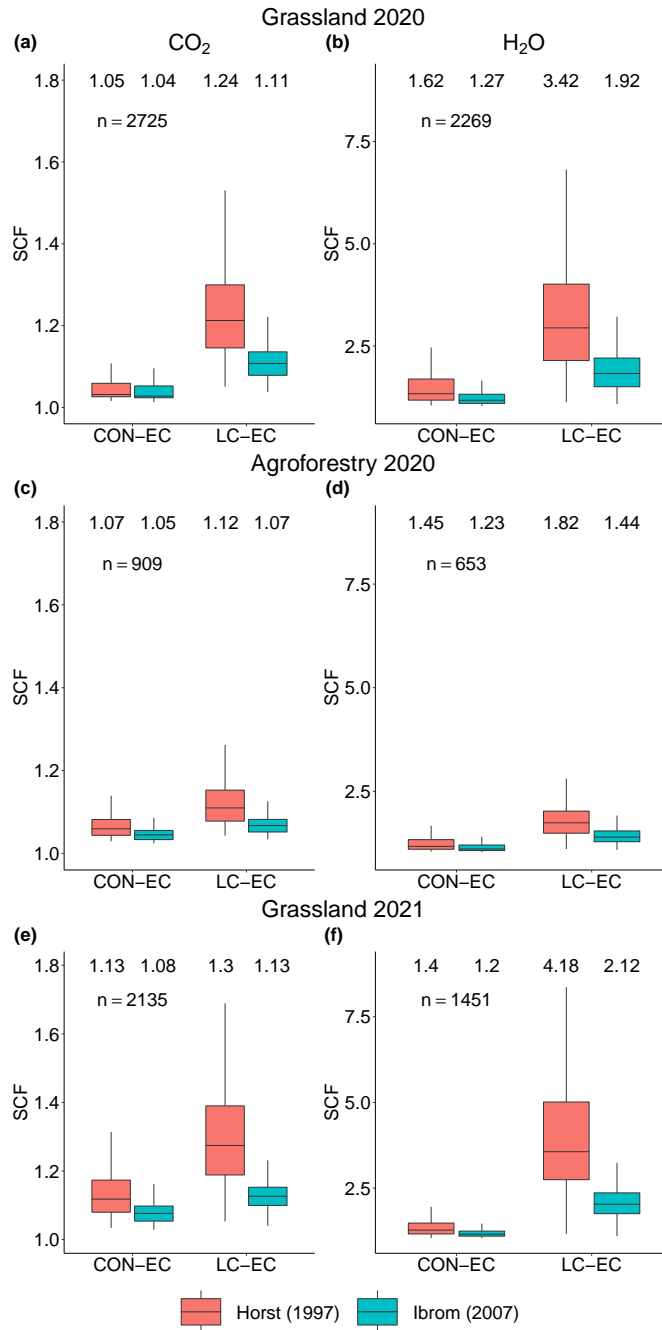 Grassland 2020
(a) CO₂ (b) H₂O
1.05 1.04 1.24 1.11
n = 2725
1.8
1.6
1.4
1.2
1.0
SCF
CON−EC LC−EC
1.62 1.27 3.42 1.92
n = 2269
7.5
5.0
2.5
SCF
CON−EC LC−EC
Agroforestry 2020
(c) (d)
1.07 1.05 1.12 1.07
n = 909
1.8
1.6
1.4
1.2
1.0
SCF
CON−EC LC−EC
1.45 1.23 1.82 1.44
n = 653
7.5
5.0
2.5
SCF
CON−EC LC−EC
Grassland 2021
(e) (f)
1.13 1.08 1.3 1.13
n = 2135
1.8
1.6
1.4
1.2
1.0
SCF
CON−EC LC−EC
1.4 1.2 4.18 2.12
n = 1451
7.5
5.0
2.5
SCF
CON−EC LC−EC
Horst (1997) Ibrom (2007)